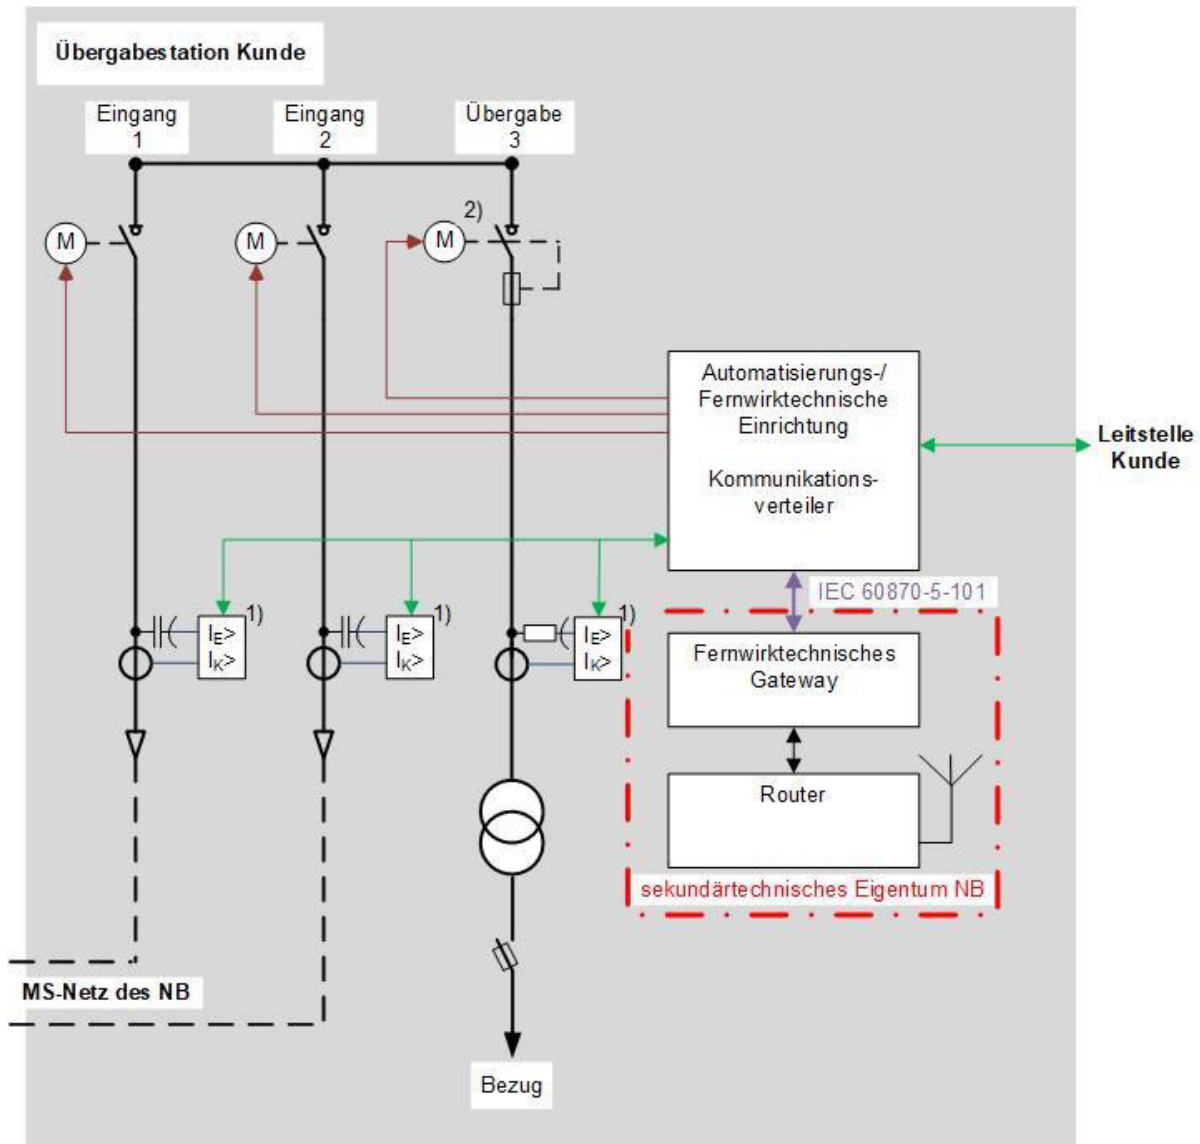 Übergabestation Kunde
Eingang
1
Eingang
2
Übergabe
3
M
M
M
2)
Automatisierungs-/
Fernwirktechnische
Einrichtung
Kommunikations-
verteiler
Leitstelle
Kunde
IEC 60870-5-101
IE>
IK>
1)
IE>
IK>
1)
IE>
IK>
1)
Fernwirktechnisches
Gateway
Router
sekundärtechnisches Eigentum NB
MS-Netz des NB
Bezug